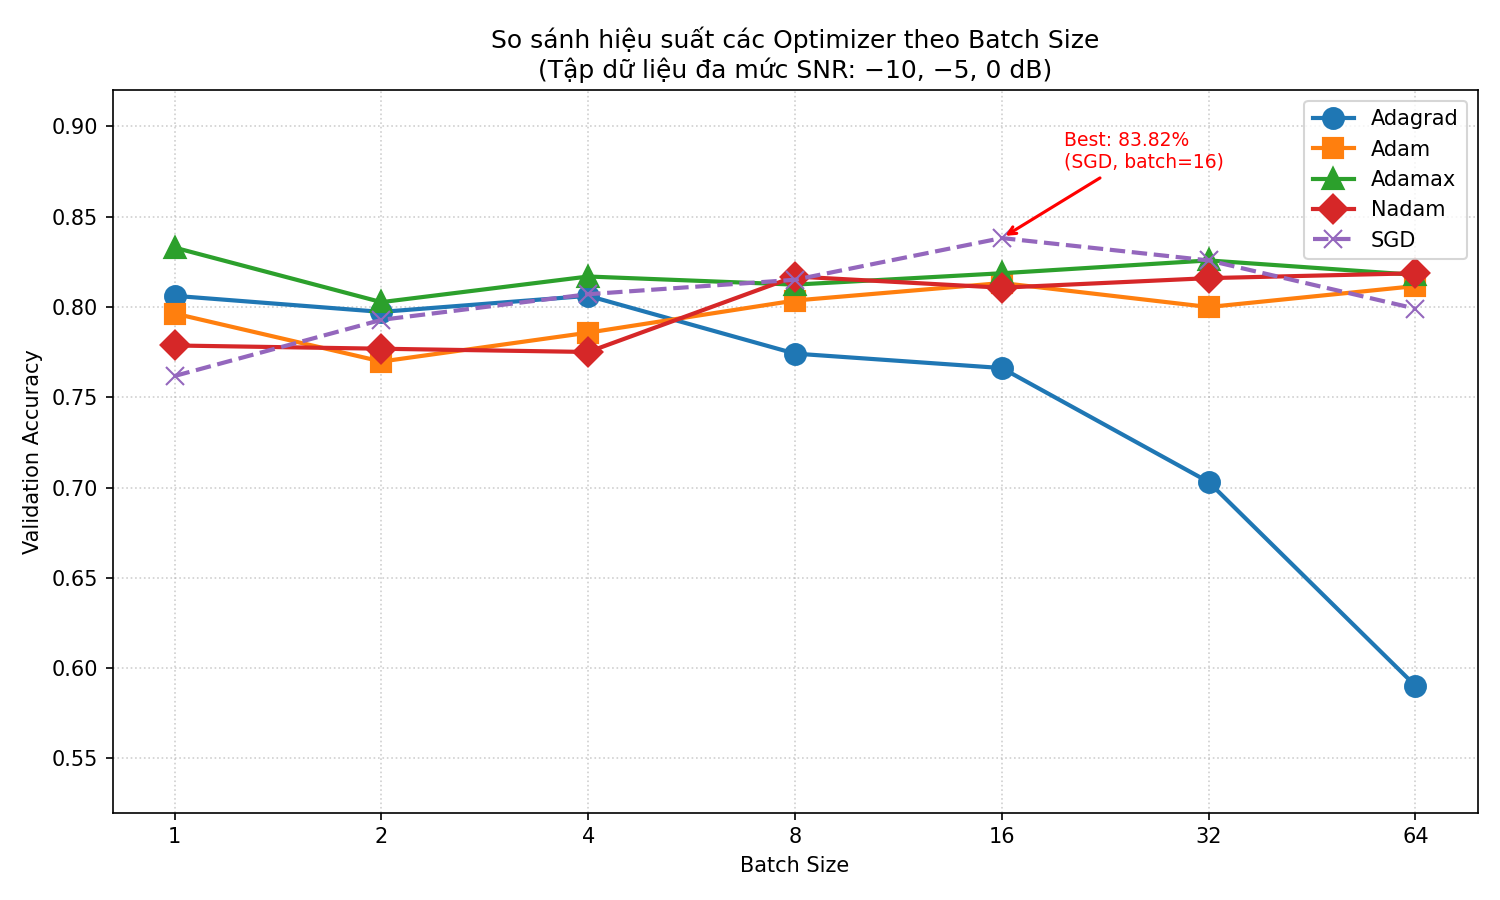 So sánh hiệu suất các Optimizer theo Batch Size
(Tập dữ liệu đa mức SNR: −10, −5, 0 dB)
Best: 83.82%
(SGD, batch=16)
Adagrad
Adam
Adamax
Nadam
SGD
Validation Accuracy
0.90
0.85
0.80
0.75
0.70
0.65
0.60
0.55
1 2 4 8 16 32 64
Batch Size